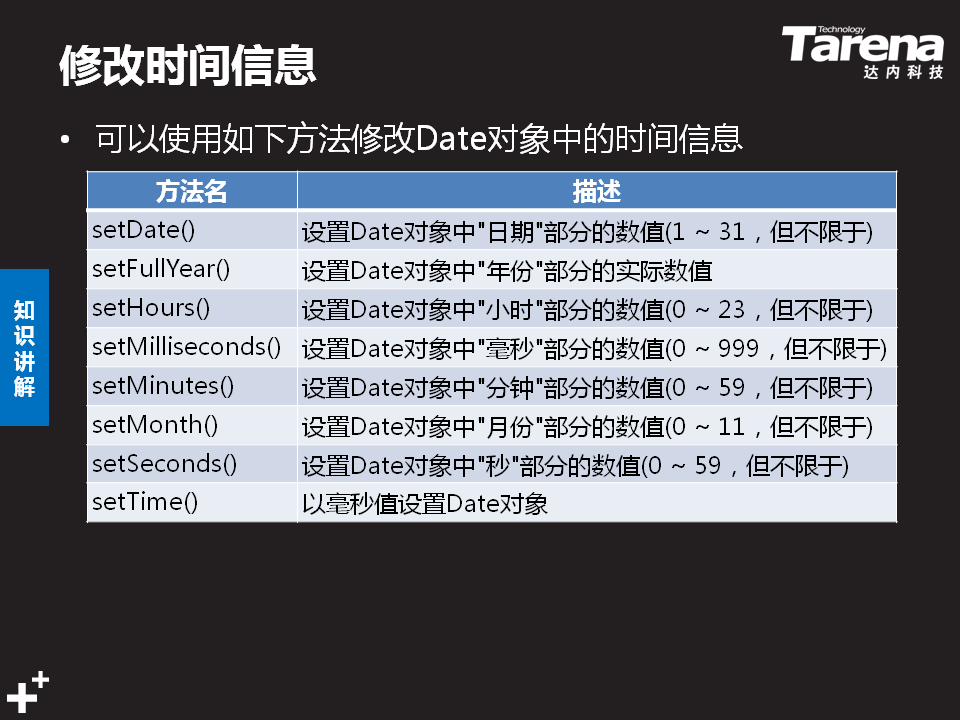 修改时间信息
Technology
Tarena
达内科技
• 可以使用如下方法修改Date对象中的时间信息
方法名 描述
setDate() 设置Date对象中"日期"部分的数值(1 ~ 31，但不限于)
setFullYear() 设置Date对象中"年份"部分的实际数值
setHours() 设置Date对象中"小时"部分的数值(0 ~ 23，但不限于)
setMilliseconds() 设置Date对象中"毫秒"部分的数值(0 ~ 999，但不限于)
setMinutes() 设置Date对象中"分钟"部分的数值(0 ~ 59，但不限于)
setMonth() 设置Date对象中"月份"部分的数值(0 ~ 11，但不限于)
setSeconds() 设置Date对象中"秒"部分的数值(0 ~ 59，但不限于)
setTime() 以毫秒值设置Date对象
知识讲解